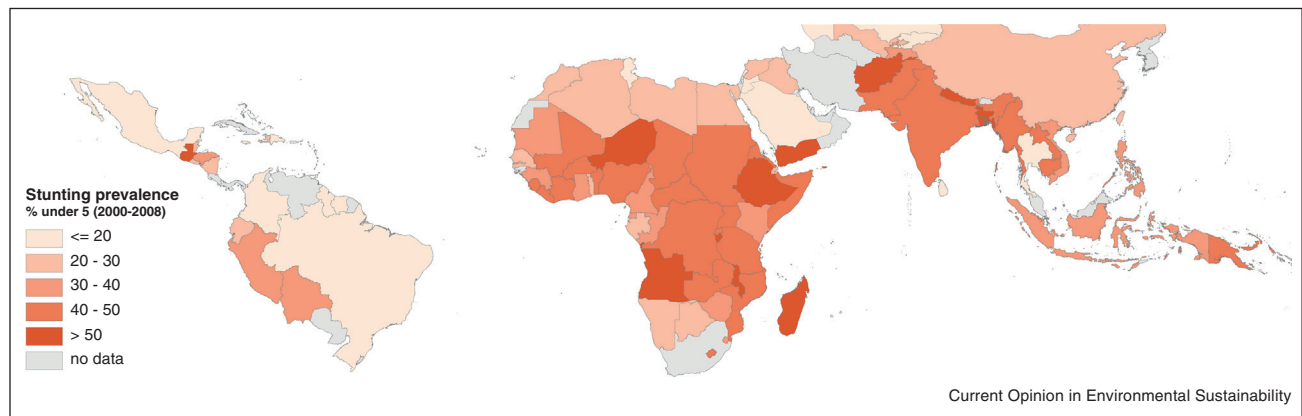 Stunting prevalence
% under 5 (2000-2008)
<= 20
20 - 30
30 - 40
40 - 50
> 50
no data
Current Opinion in Environmental Sustainability